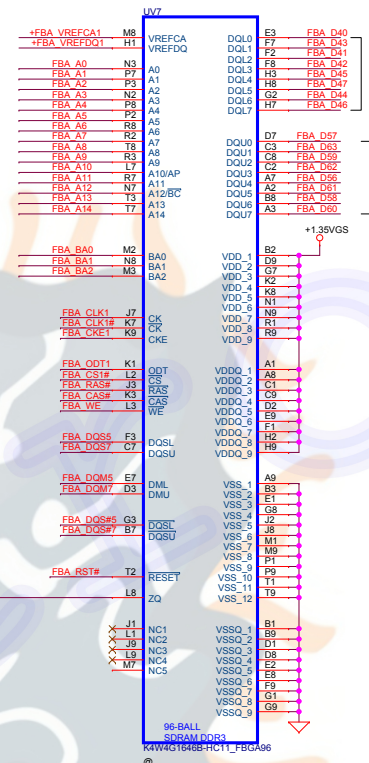 UV7
+FBA_VREFCA1 M8 VREFCA DQL0 E3 FBA_D40
+FBA_VREFDQ1 H1 VREFDQ DQL1 F7 FBA_D43
DQL2 F2 FBA_D41
FBA_A0 N3 A0 DQL3 F8 FBA_D42
FBA_A1 P7 A1 DQL4 H3 FBA_D45
FBA_A2 P3 A2 DQL5 H8 FBA_D47
FBA_A3 N2 A3 DQL6 G2 FBA_D44
FBA_A4 P8 A4 DQL7 H7 FBA_D46
FBA_A5 P2 A5
FBA_A6 R8 A6
FBA_A7 R2 A7 DQU0 D7 FBA_D57
FBA_A8 T8 A8 DQU1 C3 FBA_D63
FBA_A9 R3 A9 DQU2 C8 FBA_D59
FBA_A10 L7 A10/AP DQU3 C2 FBA_D62
FBA_A11 R7 A11 DQU4 A7 FBA_D56
FBA_A12 N7 A12/BC DQU5 A2 FBA_D61
FBA_A13 T3 A13 DQU6 B8 FBA_D58
FBA_A14 T7 A14 DQU7 A3 FBA_D60
+1.35VGS
FBA_BA0 M2 BA0 VDD_1 B2
FBA_BA1 N8 BA1 VDD_2 D9
FBA_BA2 M3 BA2 VDD_3 G7
VDD_4 K2
VDD_5 K8
VDD_6 N1
FBA_CLK1 J7 CK VDD_7 N9
FBA_CLK1# K7 CK VDD_8 R1
FBA_CKE1 K9 CKE VDD_9 R9
FBA_ODT1 K1 ODT VDDQ_1 A1
FBA_CS1# L2 CS VDDQ_2 A8
FBA_RAS# J3 RAS VDDQ_3 C1
FBA_CAS# K3 CAS VDDQ_4 C9
FBA_WE L3 WE VDDQ_5 D2
VDDQ_6 E9
VDDQ_7 F1
FBA_DQS5 F3 DQSL VDDQ_8 H2
FBA_DQS7 C7 DQSU VDDQ_9 H9
FBA_DQM5 E7 DML VSS_1 A9
FBA_DQM7 D3 DMU VSS_2 B3
VSS_3 E1
VSS_4 G8
FBA_DQS#5 G3 DQSL VSS_5 J2
FBA_DQS#7 B7 DQSU VSS_6 J8
VSS_7 M1
VSS_8 M9
VSS_9 P1
FBA_RST# T2 RESET VSS_10 P9
VSS_11 T1
L8 ZQ VSS_12 T9
J1 NC1 VSSQ_1 B1
L1 NC2 VSSQ_2 B9
J9 NC3 VSSQ_3 D1
L9 NC4 VSSQ_4 D8
M7 NC5 VSSQ_5 E2
VSSQ_6 E8
VSSQ_7 F9
VSSQ_8 G1
VSSQ_9 G9
96-BALL
SDRAM DDR3
K4W4G1646B-HC11_FBGA96
@